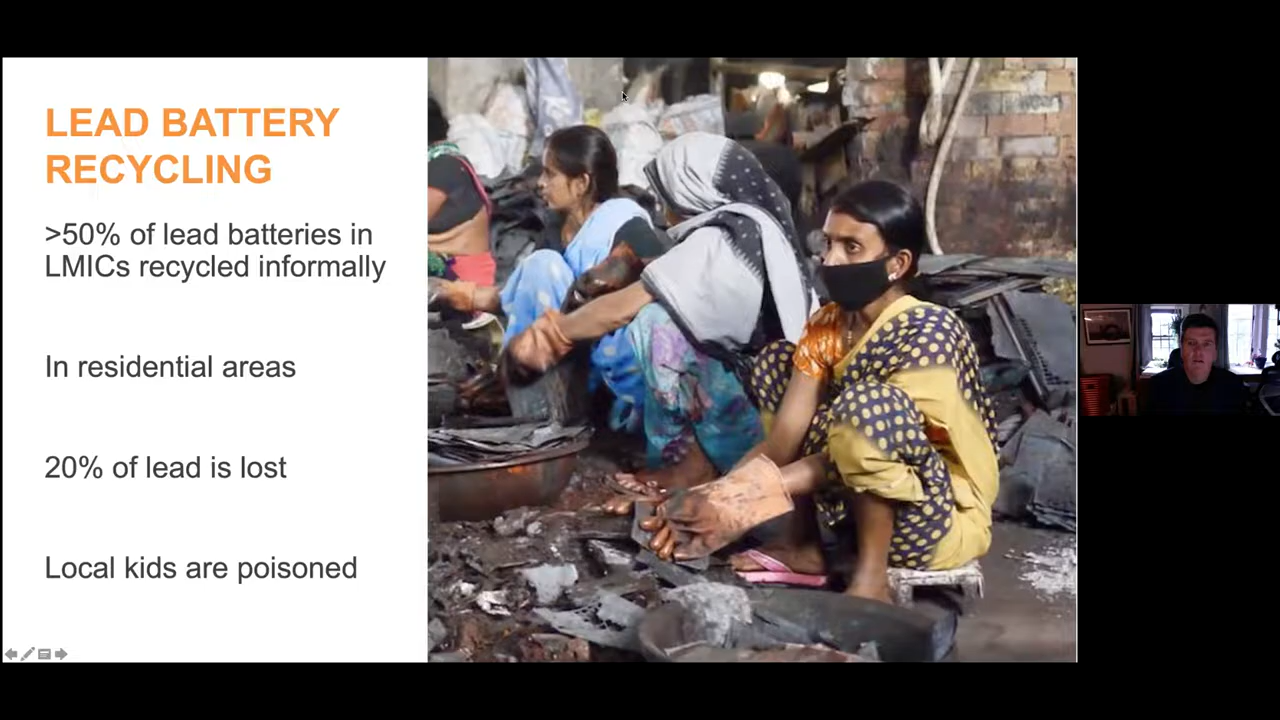 LEAD BATTERY
RECYCLING
>50% of lead batteries in
LMICs recycled informally
In residential areas
20% of lead is lost
Local kids are poisoned